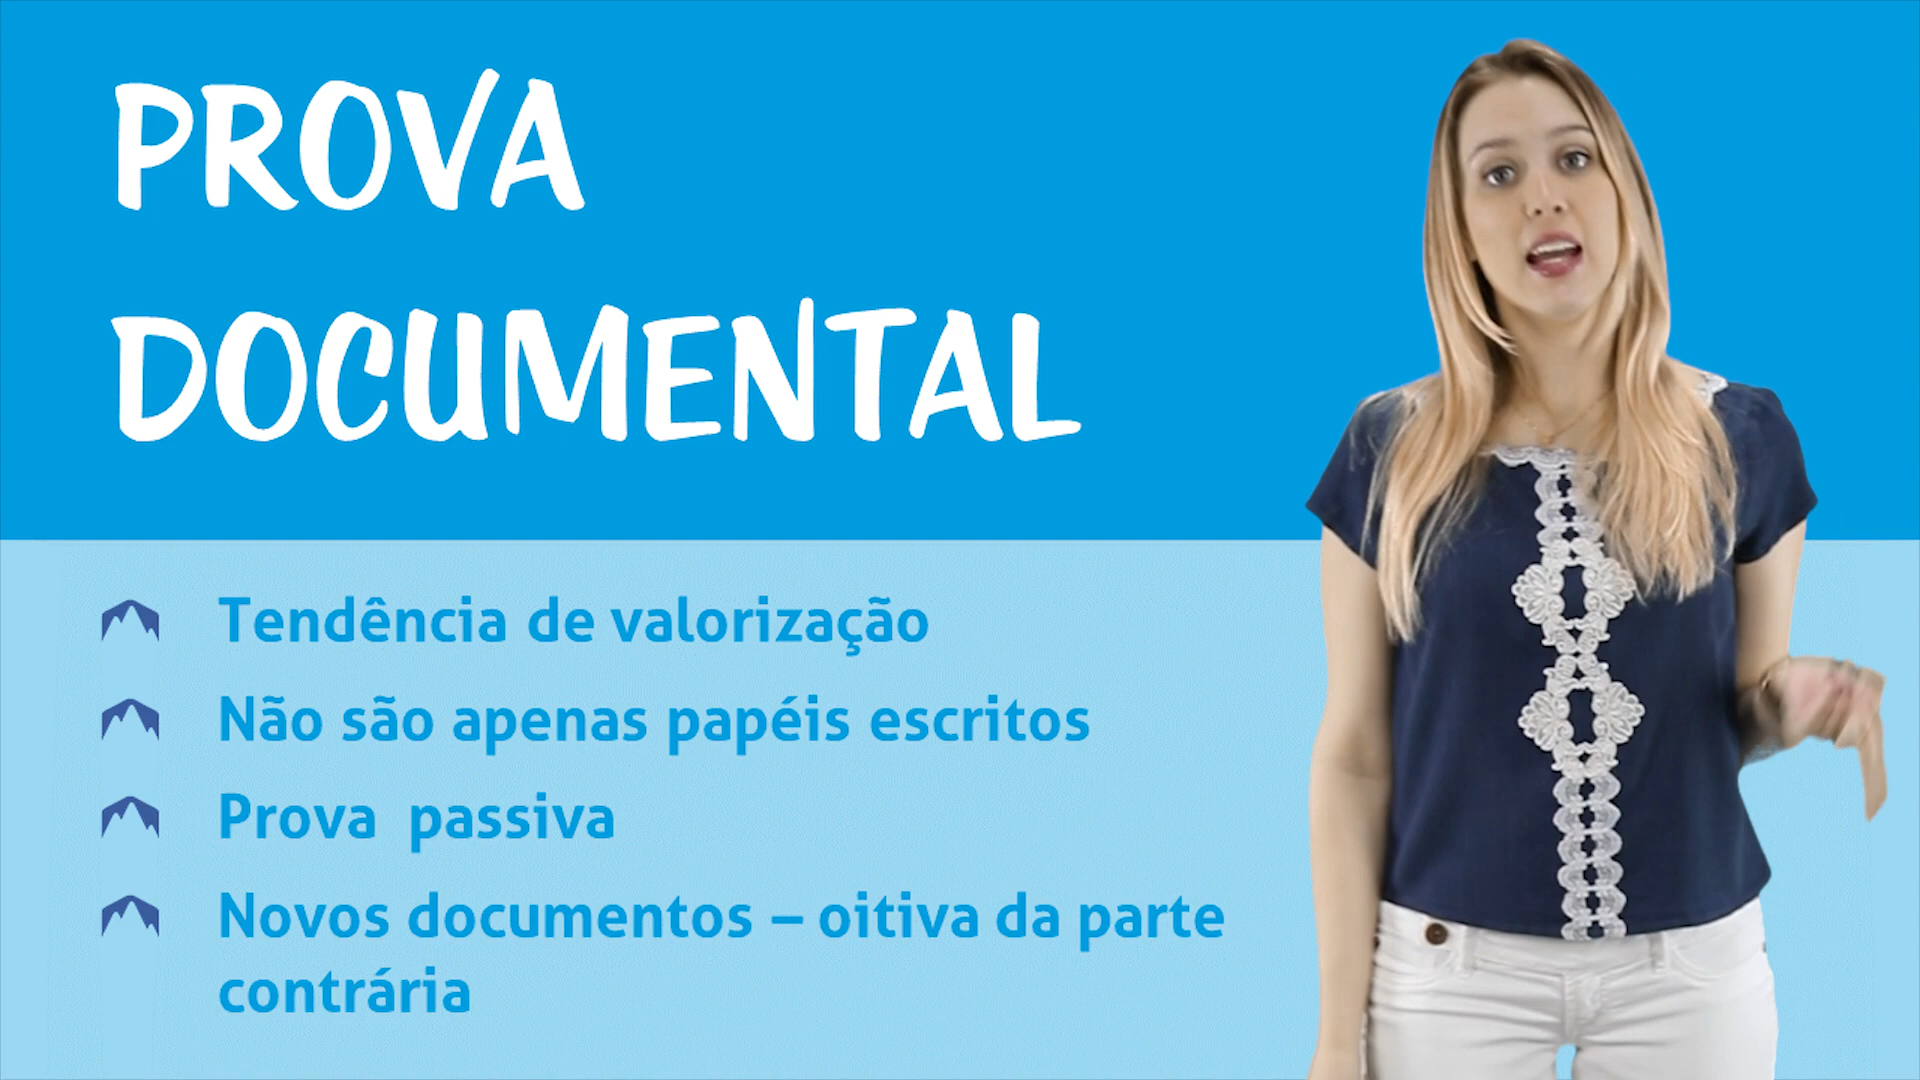 PROVA
DOCUMENTAL
Tendência de valorização
Não são apenas papéis escritos
Prova passiva
Novos documentos – oitiva da parte
contrária